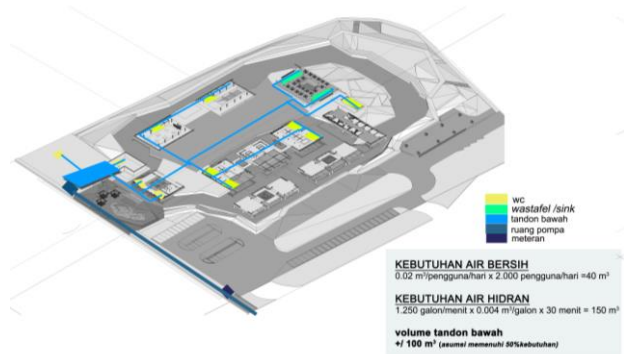 wc
wastafel /sink
tandon bawah
ruang pompa
meteran
KEBUTUHAN AIR BERSIH
0.02 m³/pengguna/hari x 2.000 pengguna/hari =40 m³
KEBUTUHAN AIR HIDRAN
1.250 galon/menit x 0.004 m³/galon x 30 menit = 150 m³
volume tandon bawah
+/ 100 m³ (asumsi memenuhi 50%kebutuhan)